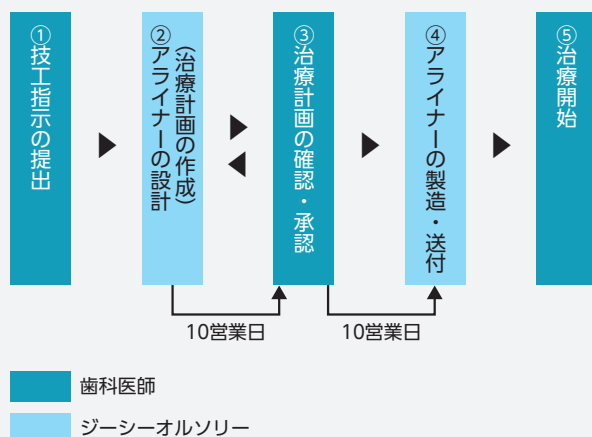 ①技工指示の提出
②アライナーの設計
（治療計画の作成）
③治療計画の確認・承認
④アライナーの製造・送付
⑤治療開始
10営業日
10営業日
歯科医師
ジーシーオルソリー